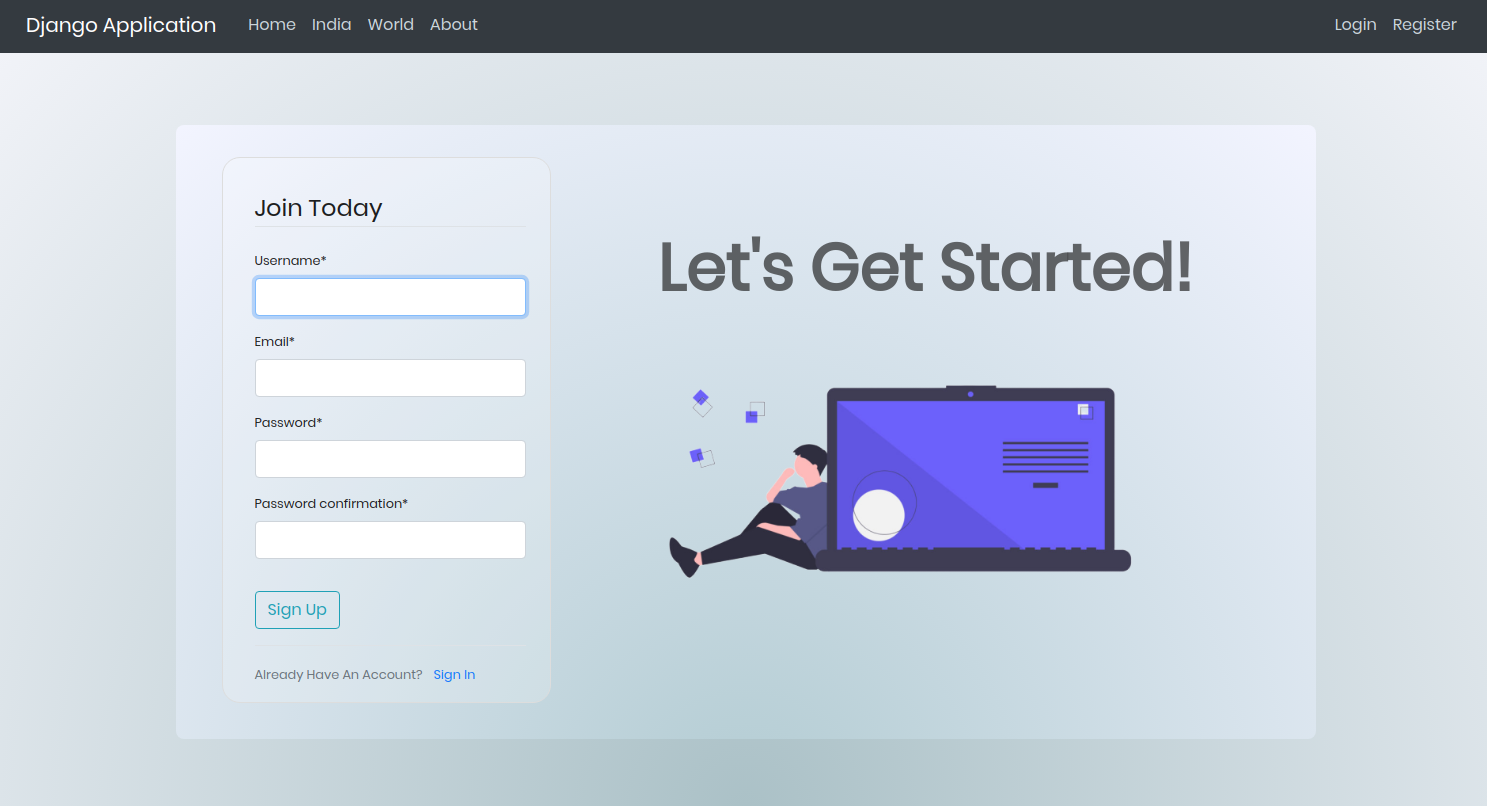 Django Application Home India World About Login Register
Join Today
Username*
Email*
Password*
Password confirmation*
Sign Up
Already Have An Account? Sign In
Let's Get Started!